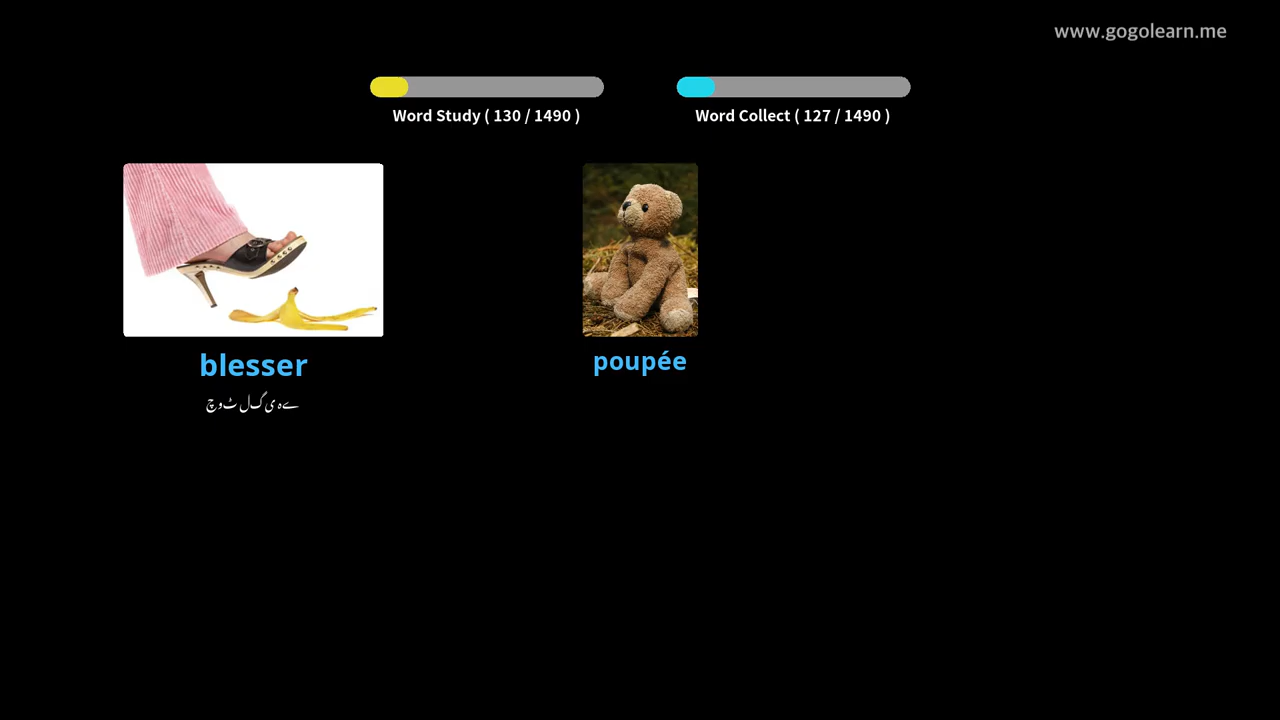 www.gogolearn.me
Word Study ( 130 / 1490 )
Word Collect ( 127 / 1490 )
blesser
چوٹ لگی ہے
poupée